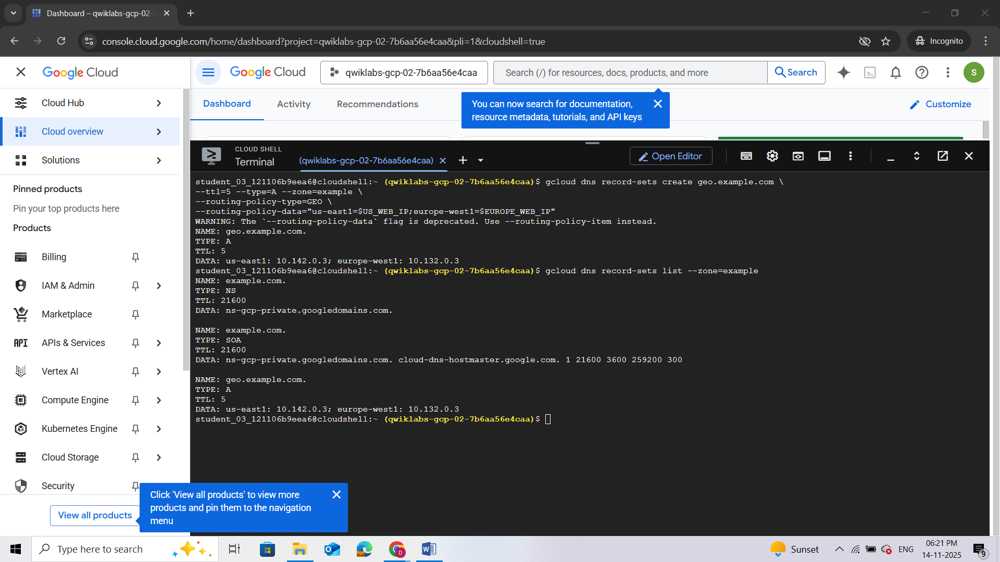 Dashboard – qwiklabs-gcp-02-7
console.cloud.google.com/home/dashboard?project=qwiklabs-gcp-02-7b6aa56e4caa&pli=1&cloudshell=true
Incognito
Google Cloud
Google Cloud
qwiklabs-gcp-02-7b6aa56e4caa
Search (/) for resources, docs, products, and more
Search
S
Cloud Hub
Cloud overview
Solutions
Pinned products
Pin your top products here
Products
Billing
IAM & Admin
Marketplace
API APIs & Services
Vertex AI
Compute Engine
Kubernetes Engine
Cloud Storage
Security
View all products
Click 'View all products' to view more
products and pin them to the navigation
menu
Dashboard
Activity
Recommendations
You can now search for documentation,
resource metadata, tutorials, and API keys
Customize
CLOUD SHELL
Terminal
(qwiklabs-gcp-02-7b6aa56e4caa)
Open Editor
student_03_121106b9eea6@cloudshell:~ (qwiklabs-gcp-02-7b6aa56e4caa)$ gcloud dns record-sets create geo.example.com \
--ttl=5 --type=A --zone=example \
--routing-policy-type=GEO \
--routing-policy-data="us-east1=$US_WEB_IP;europe-west1=$EUROPE_WEB_IP"
WARNING: The `--routing-policy-data` flag is deprecated. Use --routing-policy-item instead.
NAME: geo.example.com.
TYPE: A
TTL: 5
DATA: us-east1: 10.142.0.3; europe-west1: 10.132.0.3
student_03_121106b9eea6@cloudshell:~ (qwiklabs-gcp-02-7b6aa56e4caa)$ gcloud dns record-sets list --zone=example
NAME: example.com.
TYPE: NS
TTL: 21600
DATA: ns-gcp-private.googledomains.com.
NAME: example.com.
TYPE: SOA
TTL: 21600
DATA: ns-gcp-private.googledomains.com. cloud-dns-hostmaster.google.com. 1 21600 3600 259200 300
NAME: geo.example.com.
TYPE: A
TTL: 5
DATA: us-east1: 10.142.0.3; europe-west1: 10.132.0.3
student_03_121106b9eea6@cloudshell:~ (qwiklabs-gcp-02-7b6aa56e4caa)$
Type here to search
D
Sunset
ENG
06:21 PM
14-11-2025
9